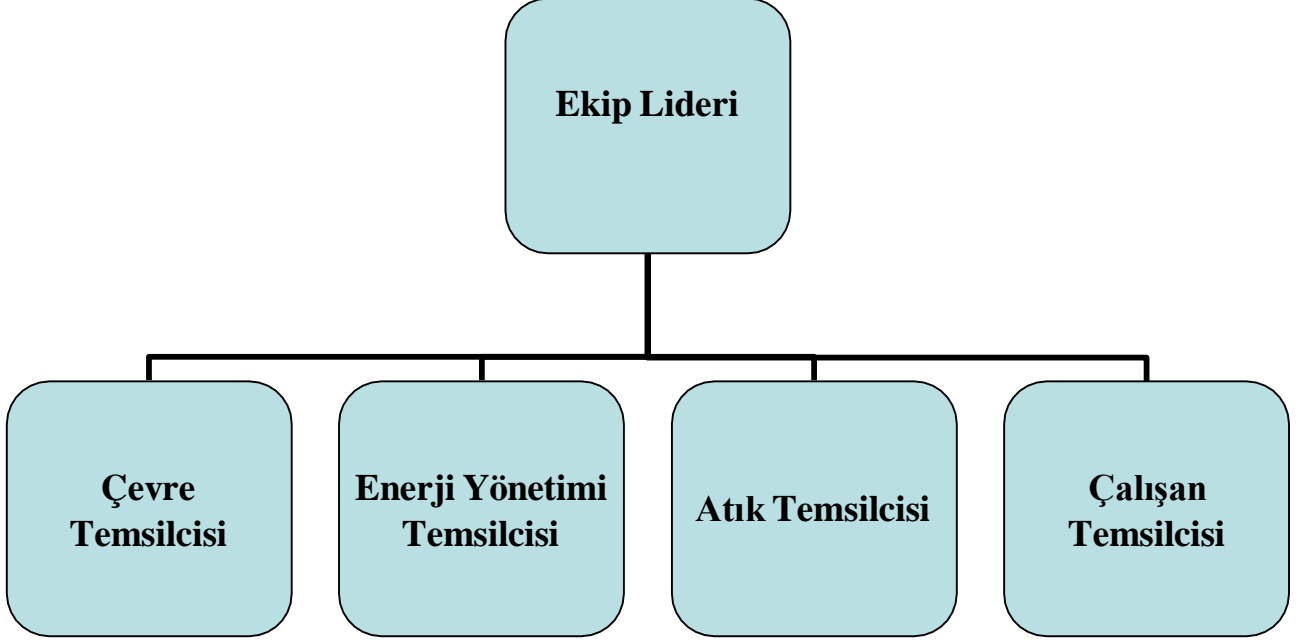 Ekip Lideri
Çevre
Temsilcisi
Enerji Yönetimi
Temsilcisi
Atık Temsilcisi
Çalışan
Temsilcisi